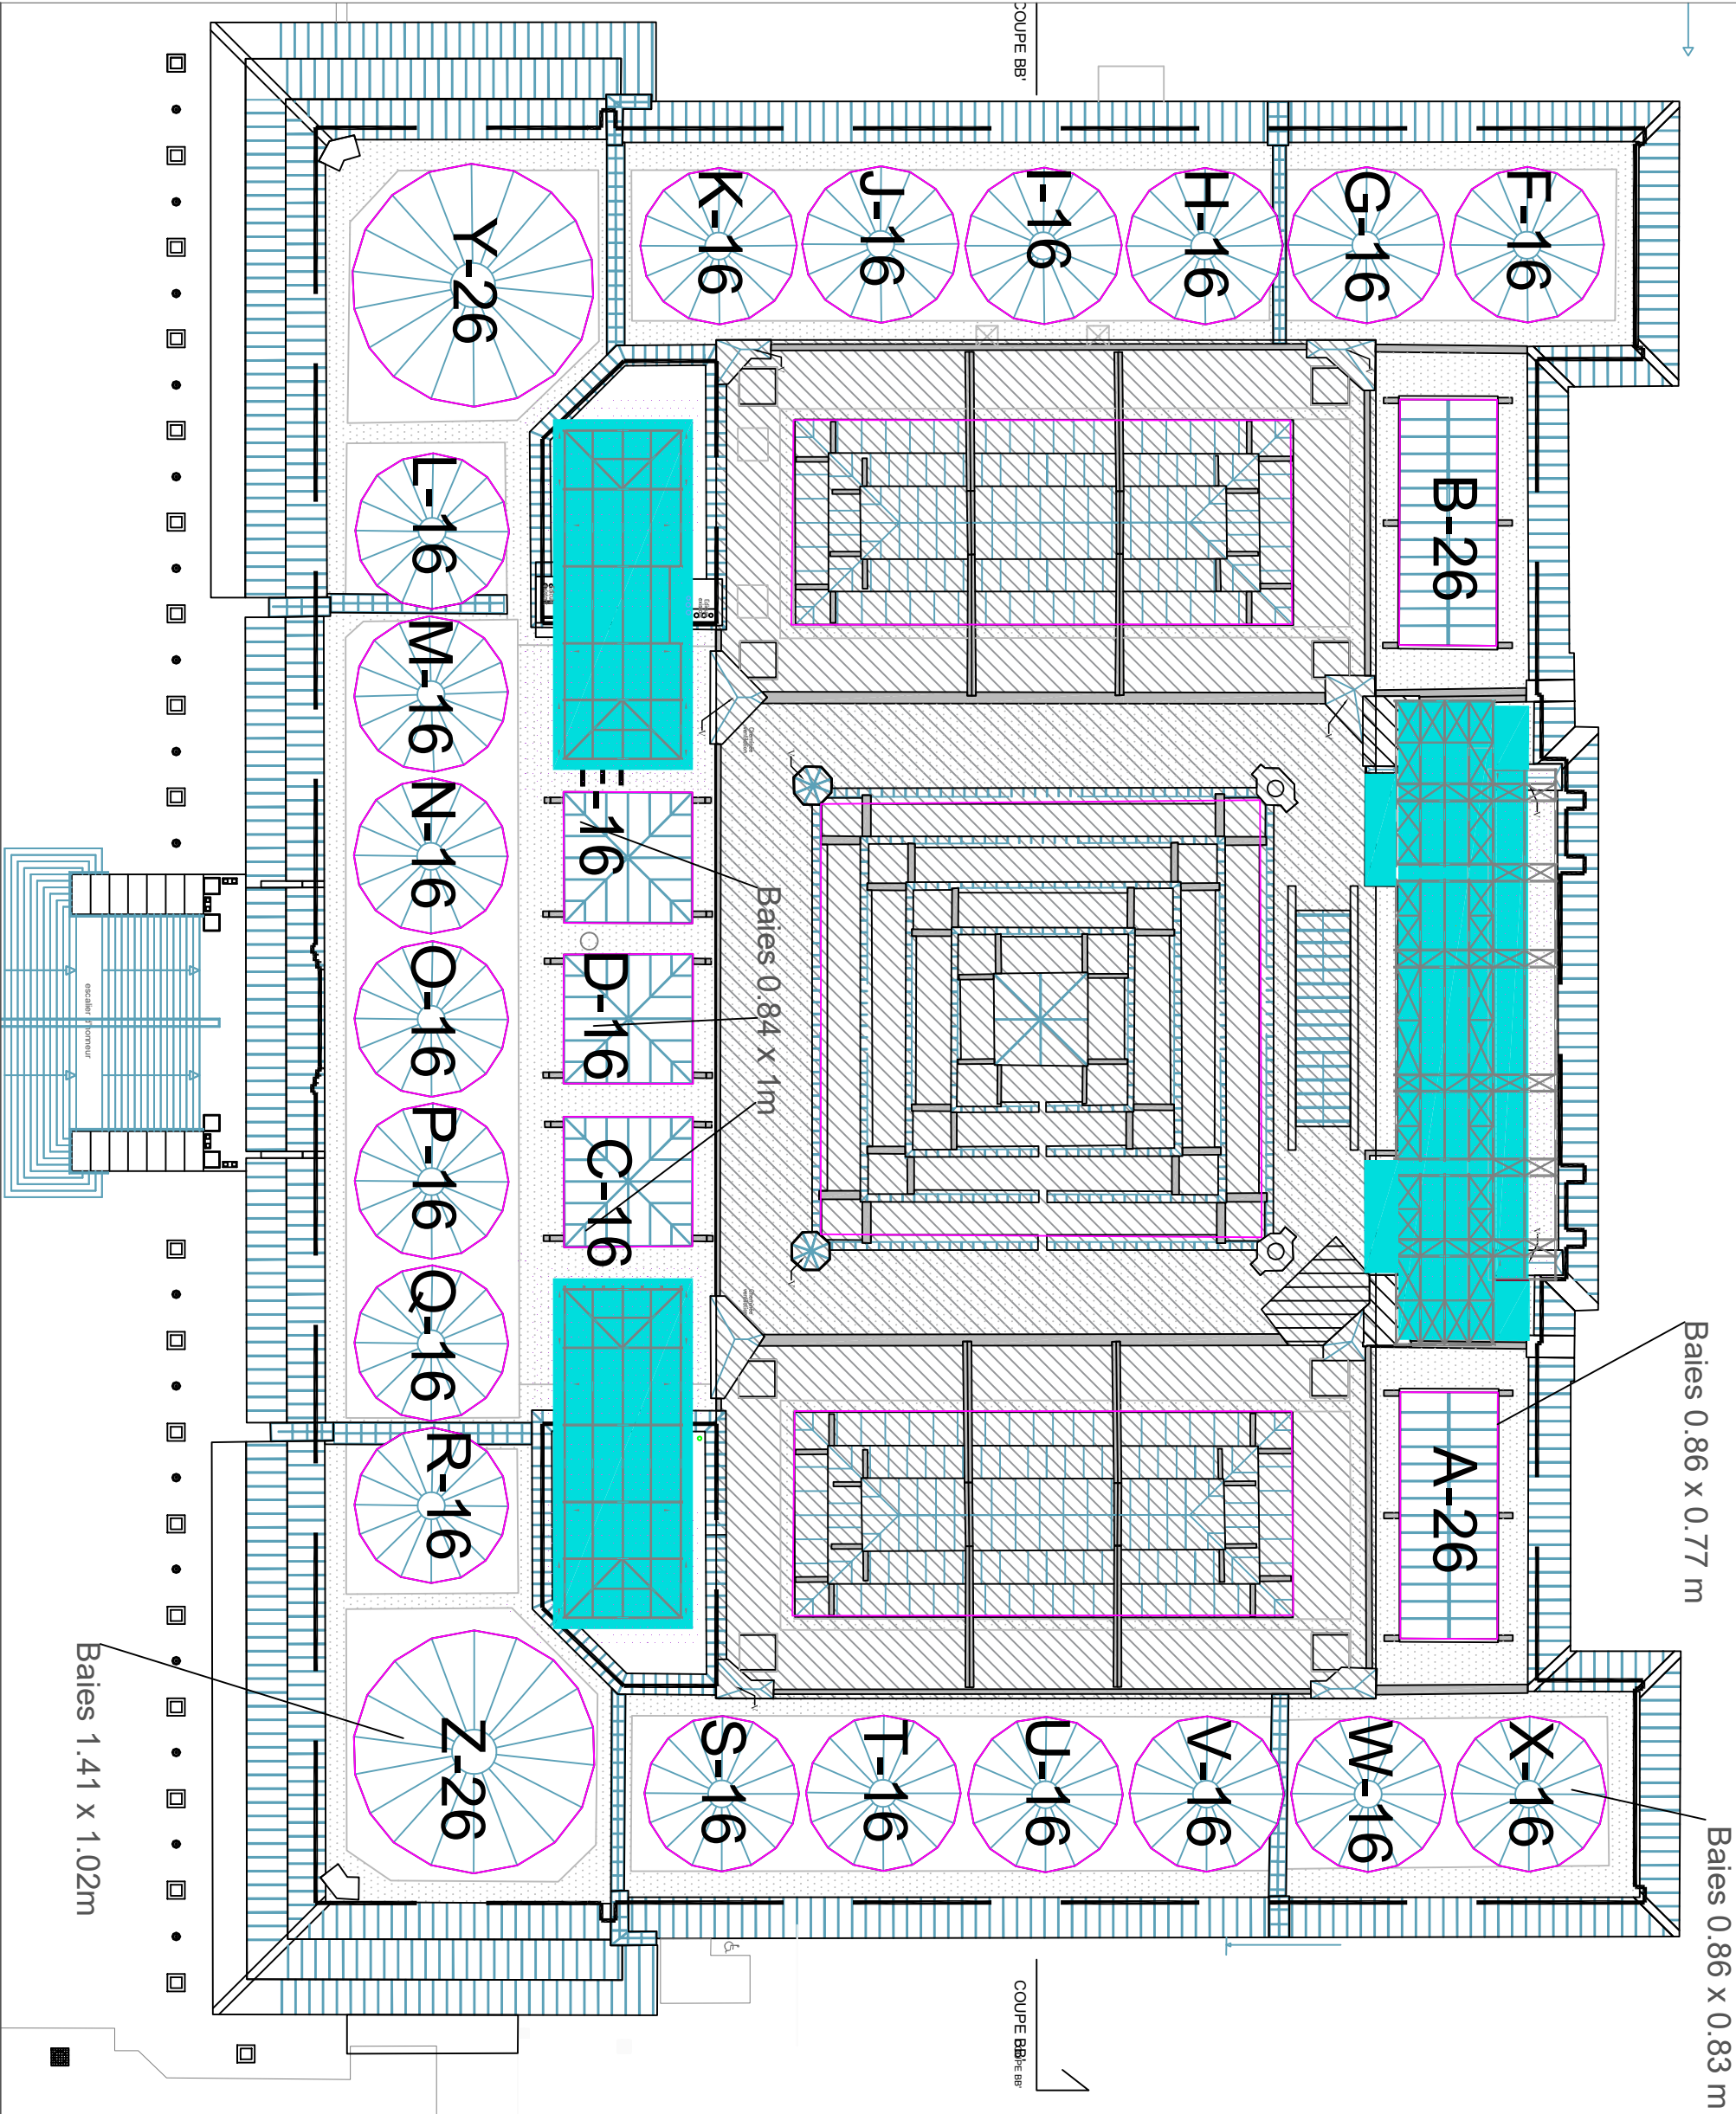 COUPE BB'
F-16
G-16
H-16
I-16
J-16
K-16
Y-26
B-26
L-16
M-16
N-16
O-16
P-16
Q-16
R-16
E-16
D-16
C-16
Baies 0.84 x 1m
escalier d'honneur
A-26
Baies 0.86 x 0.77 m
X-16
W-16
V-16
U-16
T-16
S-16
Z-26
Baies 0.86 x 0.83 m
Baies 1.41 x 1.02m
COUPE BB'